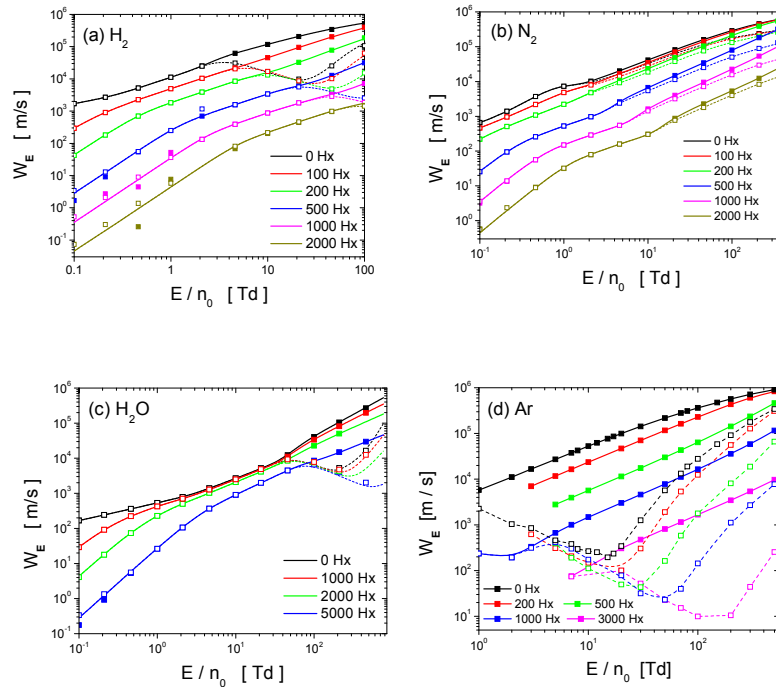 (a) H₂
W_E [ m/s ]
10⁶
10⁵
10⁴
10³
10²
10¹
10⁰
10⁻¹
0 Hx
100 Hx
200 Hx
500 Hx
1000 Hx
2000 Hx
0.1 1 10 100
E / n₀ [ Td ]
(b) N₂
W_E [ m/s ]
10⁶
10⁵
10⁴
10³
10²
10¹
10⁰
0 Hx
100 Hx
200 Hx
500 Hx
1000 Hx
2000 Hx
10⁻¹ 10⁰ 10¹ 10²
E / n₀ [ Td ]
(c) H₂O
W_E [ m/s ]
10⁶
10⁵
10⁴
10³
10²
10¹
10⁰
10⁻¹
0 Hx
1000 Hx
2000 Hx
5000 Hx
10⁻¹ 10⁰ 10¹ 10²
E / n₀ [ Td ]
(d) Ar
W_E [ m / s ]
10⁶
10⁵
10⁴
10³
10²
10¹
0 Hx
200 Hx 500 Hx
1000 Hx 3000 Hx
10⁰ 10¹ 10²
E / n₀ [Td]